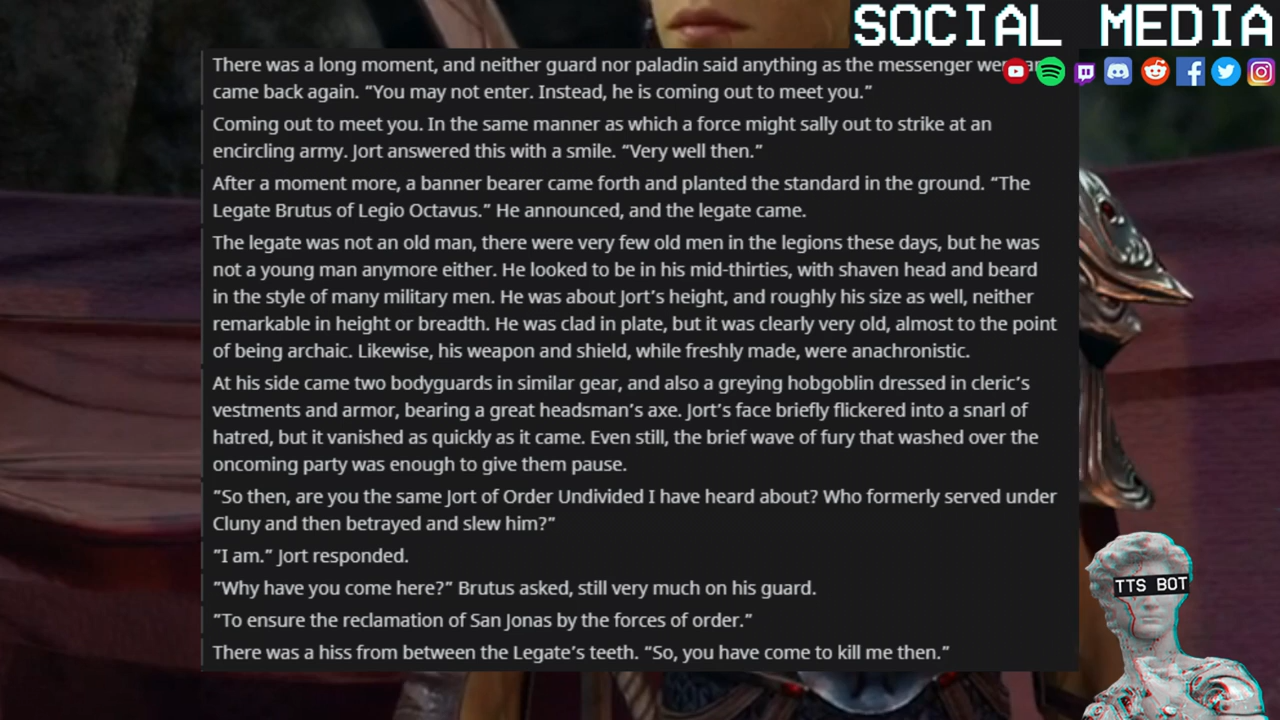 SOCIAL MEDIA
There was a long moment, and neither guard nor paladin said anything as the messenger
came back again. “You may not enter. Instead, he is coming out to meet you.”
Coming out to meet you. In the same manner as which a force might sally out to strike at an
encircling army. Jort answered this with a smile. “Very well then.”
After a moment more, a banner bearer came forth and planted the standard in the ground. “The
Legate Brutus of Legio Octavus.” He announced, and the legate came.
The legate was not an old man, there were very few old men in the legions these days, but he was
not a young man anymore either. He looked to be in his mid-thirties, with shaven head and beard
in the style of many military men. He was about Jort’s height, and roughly his size as well, neither
remarkable in height or breadth. He was clad in plate, but it was clearly very old, almost to the point
of being archaic. Likewise, his weapon and shield, while freshly made, were anachronistic.
At his side came two bodyguards in similar gear, and also a greying hobgoblin dressed in cleric’s
vestments and armor, bearing a great headsman’s axe. Jort’s face briefly flickered into a snarl of
hatred, but it vanished as quickly as it came. Even still, the brief wave of fury that washed over the
oncoming party was enough to give them pause.
“So then, are you the same Jort of Order Undivided I have heard about? Who formerly served under
Cluny and then betrayed and slew him?”
“I am.” Jort responded.
“Why have you come here?” Brutus asked, still very much on his guard.
“To ensure the reclamation of San Jonas by the forces of order.”
There was a hiss from between the Legate’s teeth. “So, you have come to kill me then.”
TTS BOT